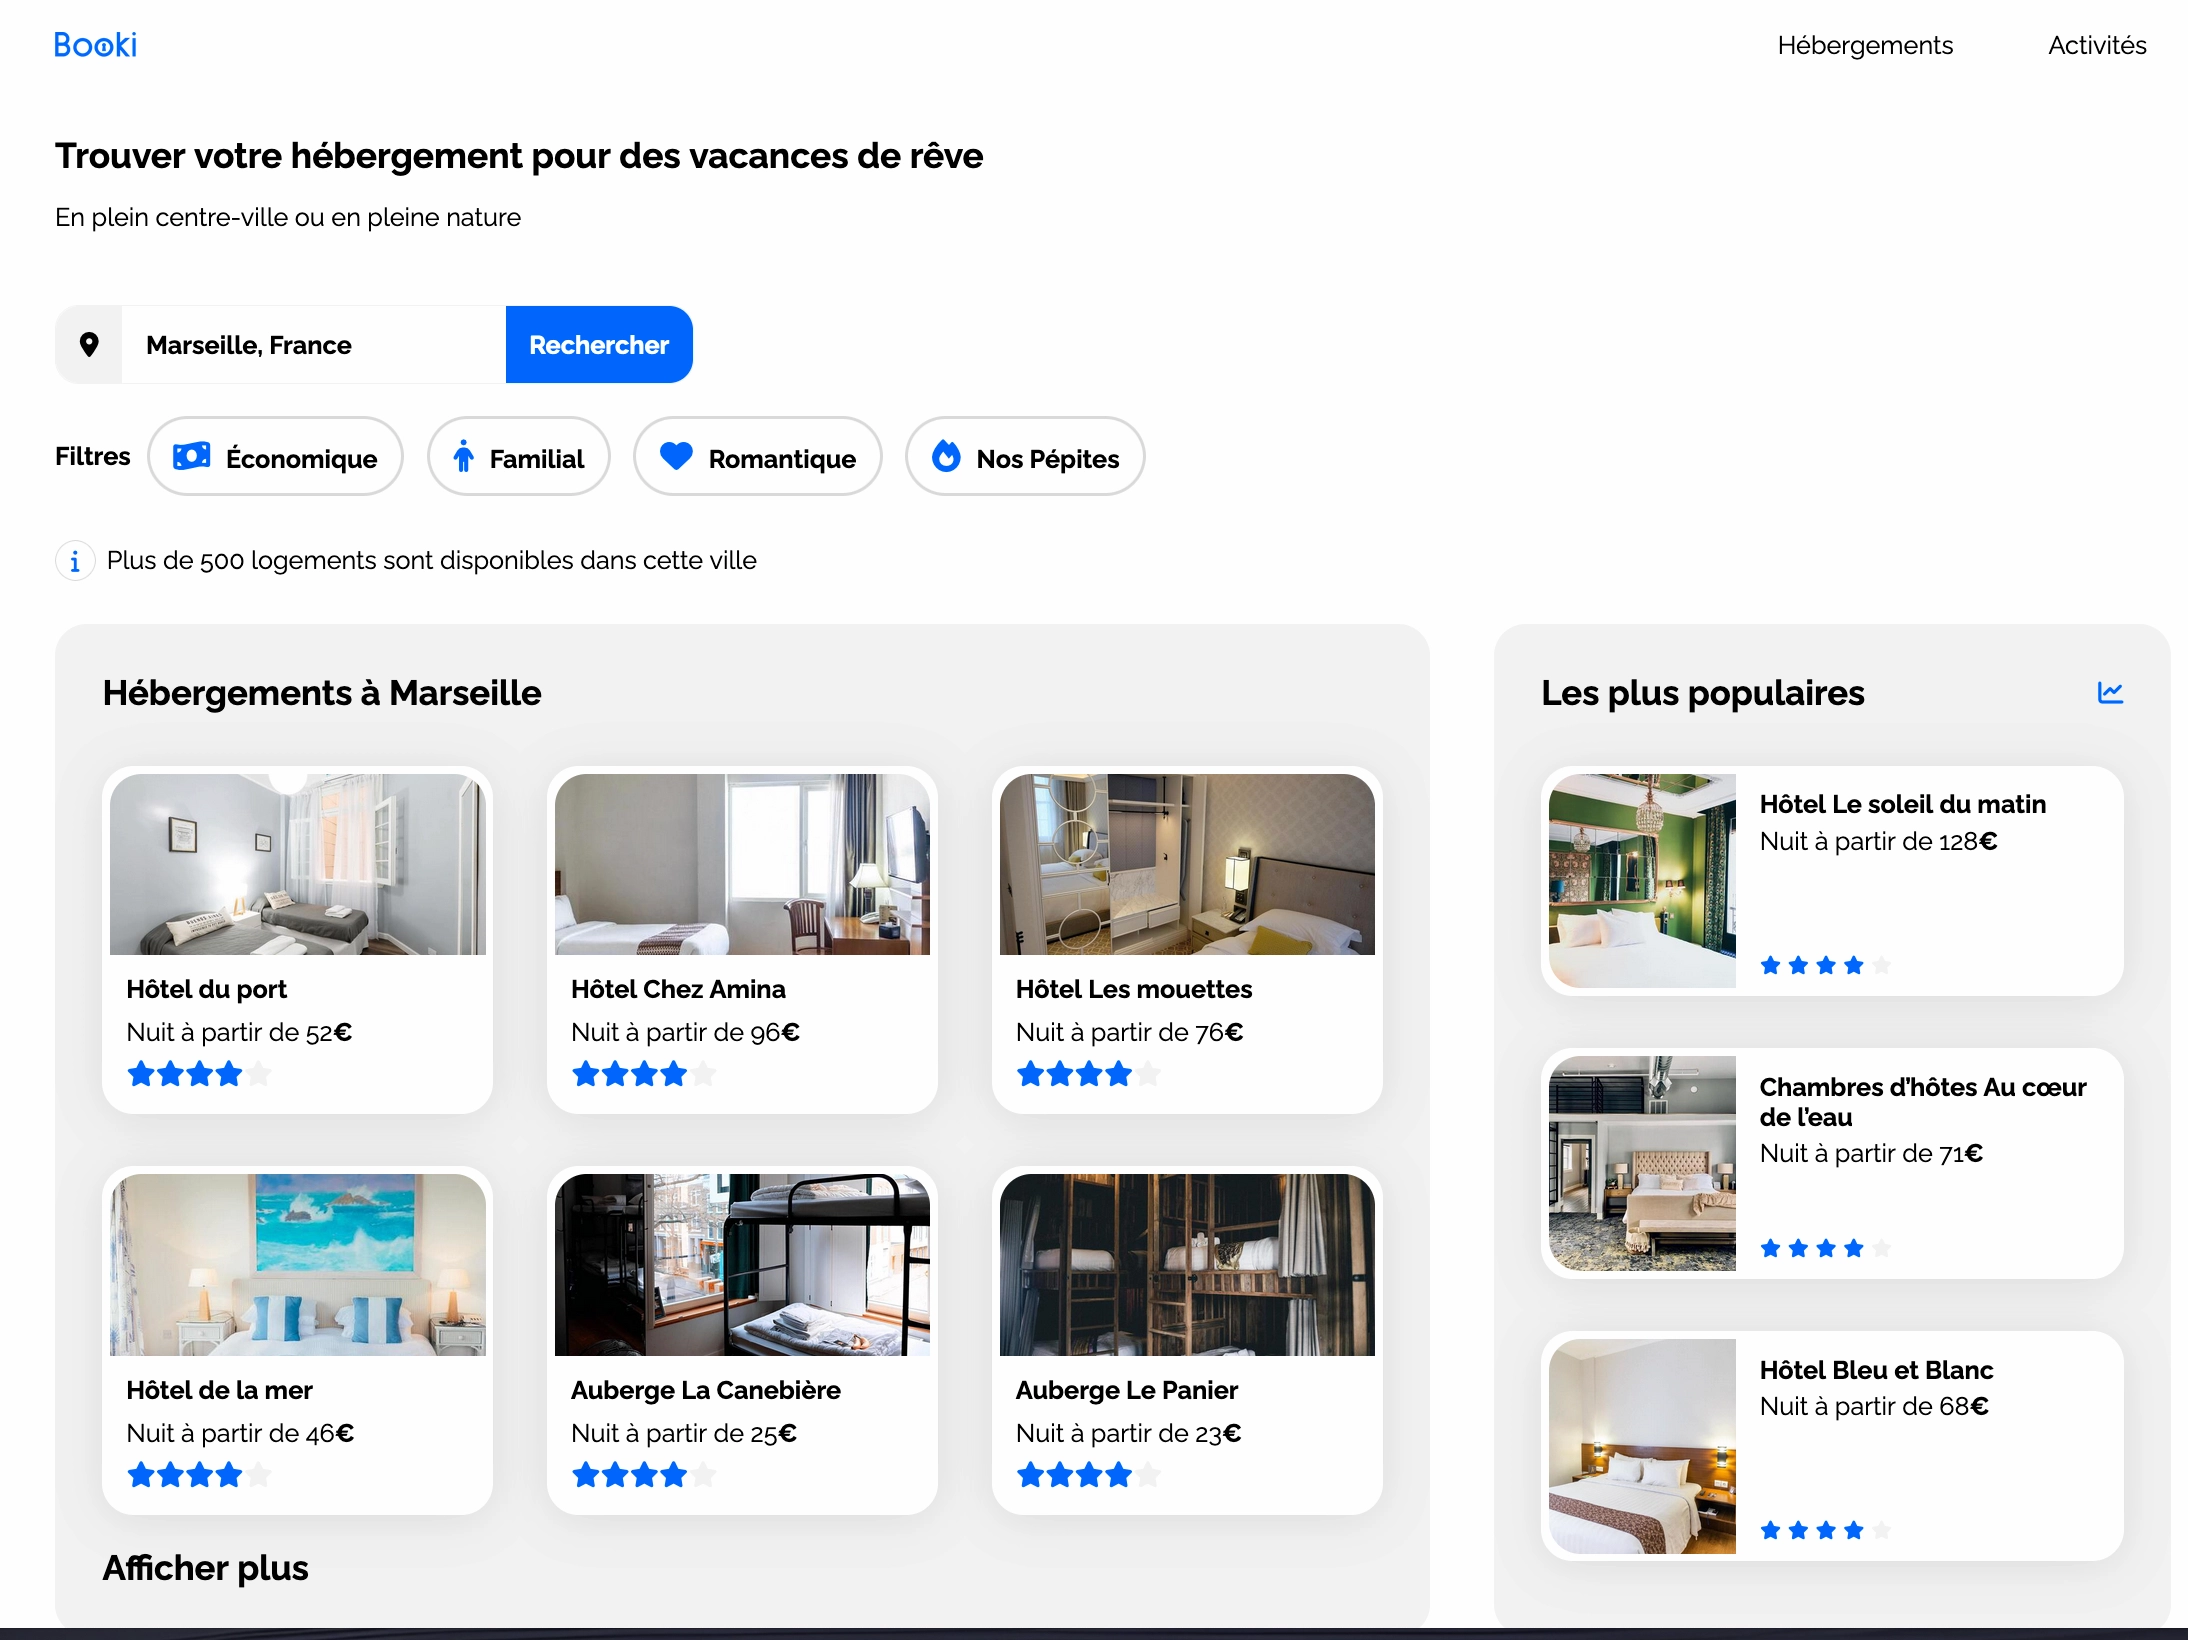 Booki
Hébergements
Activités
Trouver votre hébergement pour des vacances de rêve
En plein centre-ville ou en pleine nature
Marseille, France
Rechercher
Filtres
Économique
Familial
Romantique
Nos Pépites
Plus de 500 logements sont disponibles dans cette ville
Hébergements à Marseille
Hôtel du port
Nuit à partir de 52€
Hôtel Chez Amina
Nuit à partir de 96€
Hôtel Les mouettes
Nuit à partir de 76€
Hôtel de la mer
Nuit à partir de 46€
Auberge La Canebière
Nuit à partir de 25€
Auberge Le Panier
Nuit à partir de 23€
Afficher plus
Les plus populaires
Hôtel Le soleil du matin
Nuit à partir de 128€
Chambres d'hôtes Au cœur
de l'eau
Nuit à partir de 71€
Hôtel Bleu et Blanc
Nuit à partir de 68€